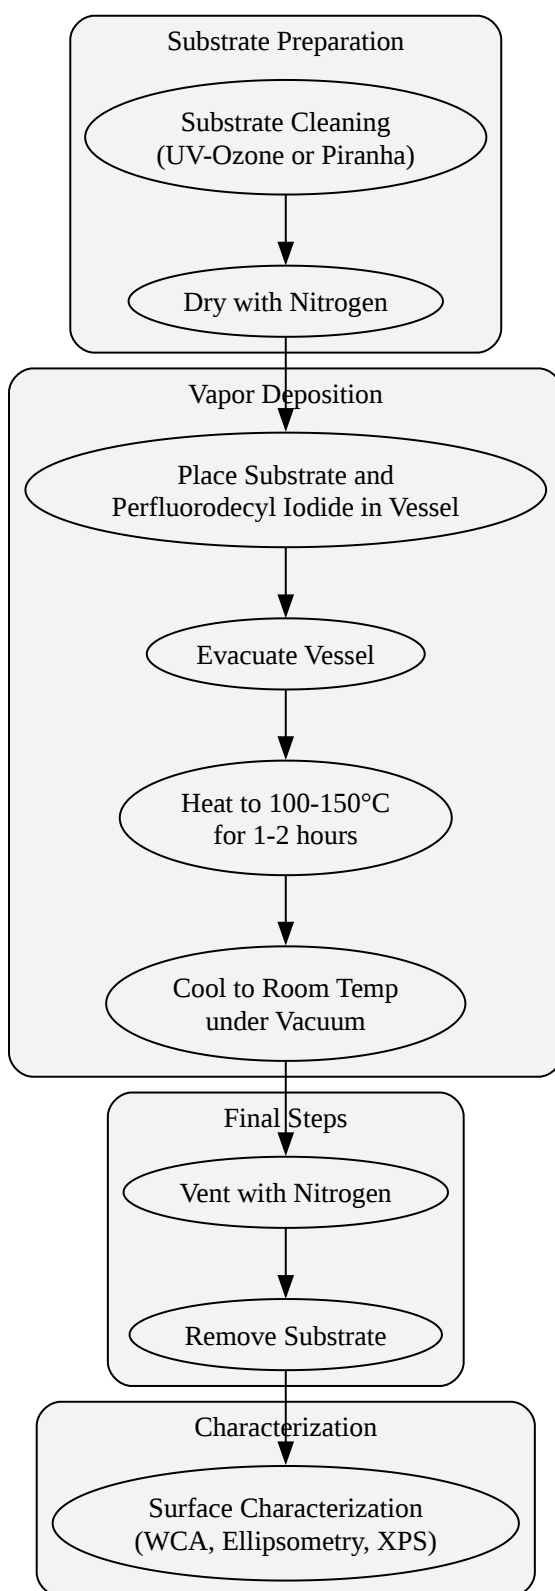 Substrate Preparation
Substrate Cleaning
(UV-Ozone or Piranha)
Dry with Nitrogen
Vapor Deposition
Place Substrate and
Perfluorodecyl Iodide in Vessel
Evacuate Vessel
Heat to 100-150°C
for 1-2 hours
Cool to Room Temp
under Vacuum
Final Steps
Vent with Nitrogen
Remove Substrate
Characterization
Surface Characterization
(WCA, Ellipsometry, XPS)